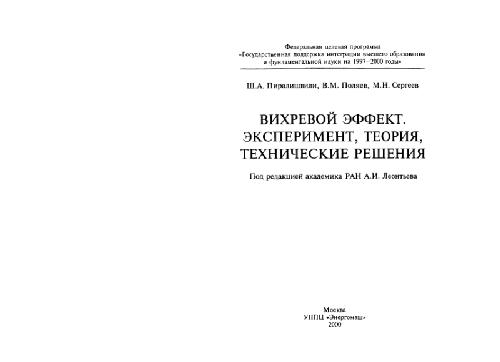 Федеральная целевая программа
«Государственная поддержка интеграции высшего образования
и фундаментальной науки на 1997–2000 годы»
Ш.А. Пиралишвили, В.М. Поляев, М.Н. Сергеев
ВИХРЕВОЙ ЭФФЕКТ.
ЭКСПЕРИМЕНТ, ТЕОРИЯ,
ТЕХНИЧЕСКИЕ РЕШЕНИЯ
Под редакцией академика РАН А.И. Леонтьева
Москва
УНПЦ «Энергомаш»
2000